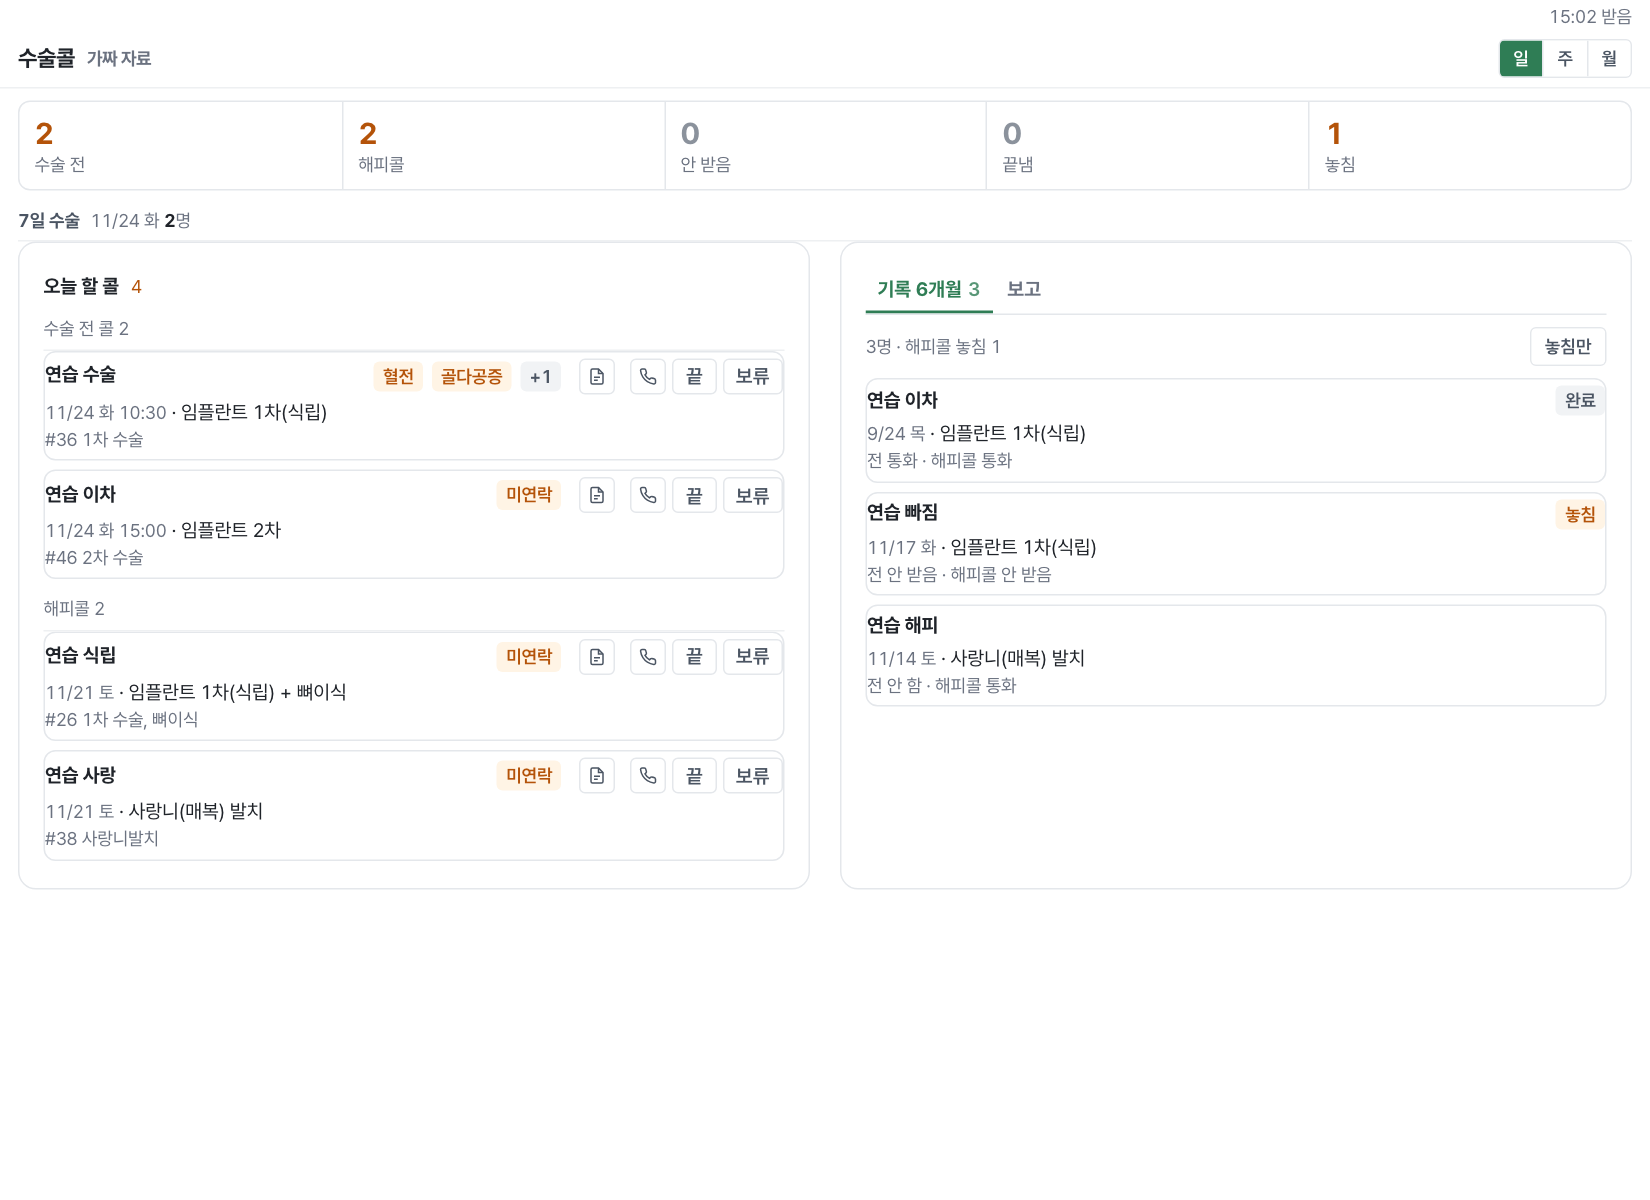 15:02 받음
수술콜 가짜 자료
일 주 월
2 2 0 0 1
수술 전 해피콜 안 받음 끝냄 놓침
7일 수술 11/24 화 2명
오늘 할 콜 4
수술 전 콜 2
연습 수술 혈전 골다공증 +1 끝 보류
11/24 화 10:30 · 임플란트 1차(식립)
#36 1차 수술
연습 이차 미연락 끝 보류
11/24 화 15:00 · 임플란트 2차
#46 2차 수술
해피콜 2
연습 식립 미연락 끝 보류
11/21 토 · 임플란트 1차(식립) + 뼈이식
#26 1차 수술, 뼈이식
연습 사랑 미연락 끝 보류
11/21 토 · 사랑니(매복) 발치
#38 사랑니발치
기록 6개월 3 보고
3명 · 해피콜 놓침 1 놓침만
연습 이차 완료
9/24 목 · 임플란트 1차(식립)
전 통화 · 해피콜 통화
연습 빠짐 놓침
11/17 화 · 임플란트 1차(식립)
전 안 받음 · 해피콜 안 받음
연습 해피
11/14 토 · 사랑니(매복) 발치
전 안 함 · 해피콜 통화